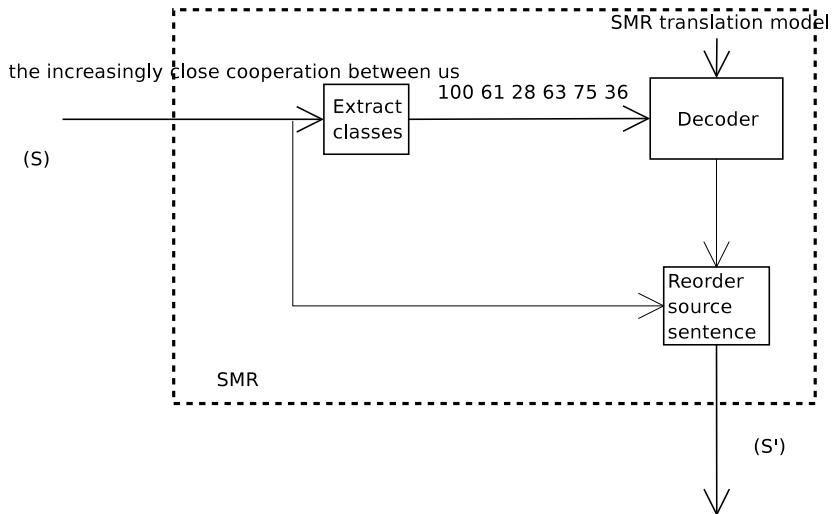 SMR translation model
the increasingly close cooperation between us
100 61 28 63 75 36
Extract
classes
Decoder
(S)
Reorder
source
sentence
SMR
(S')